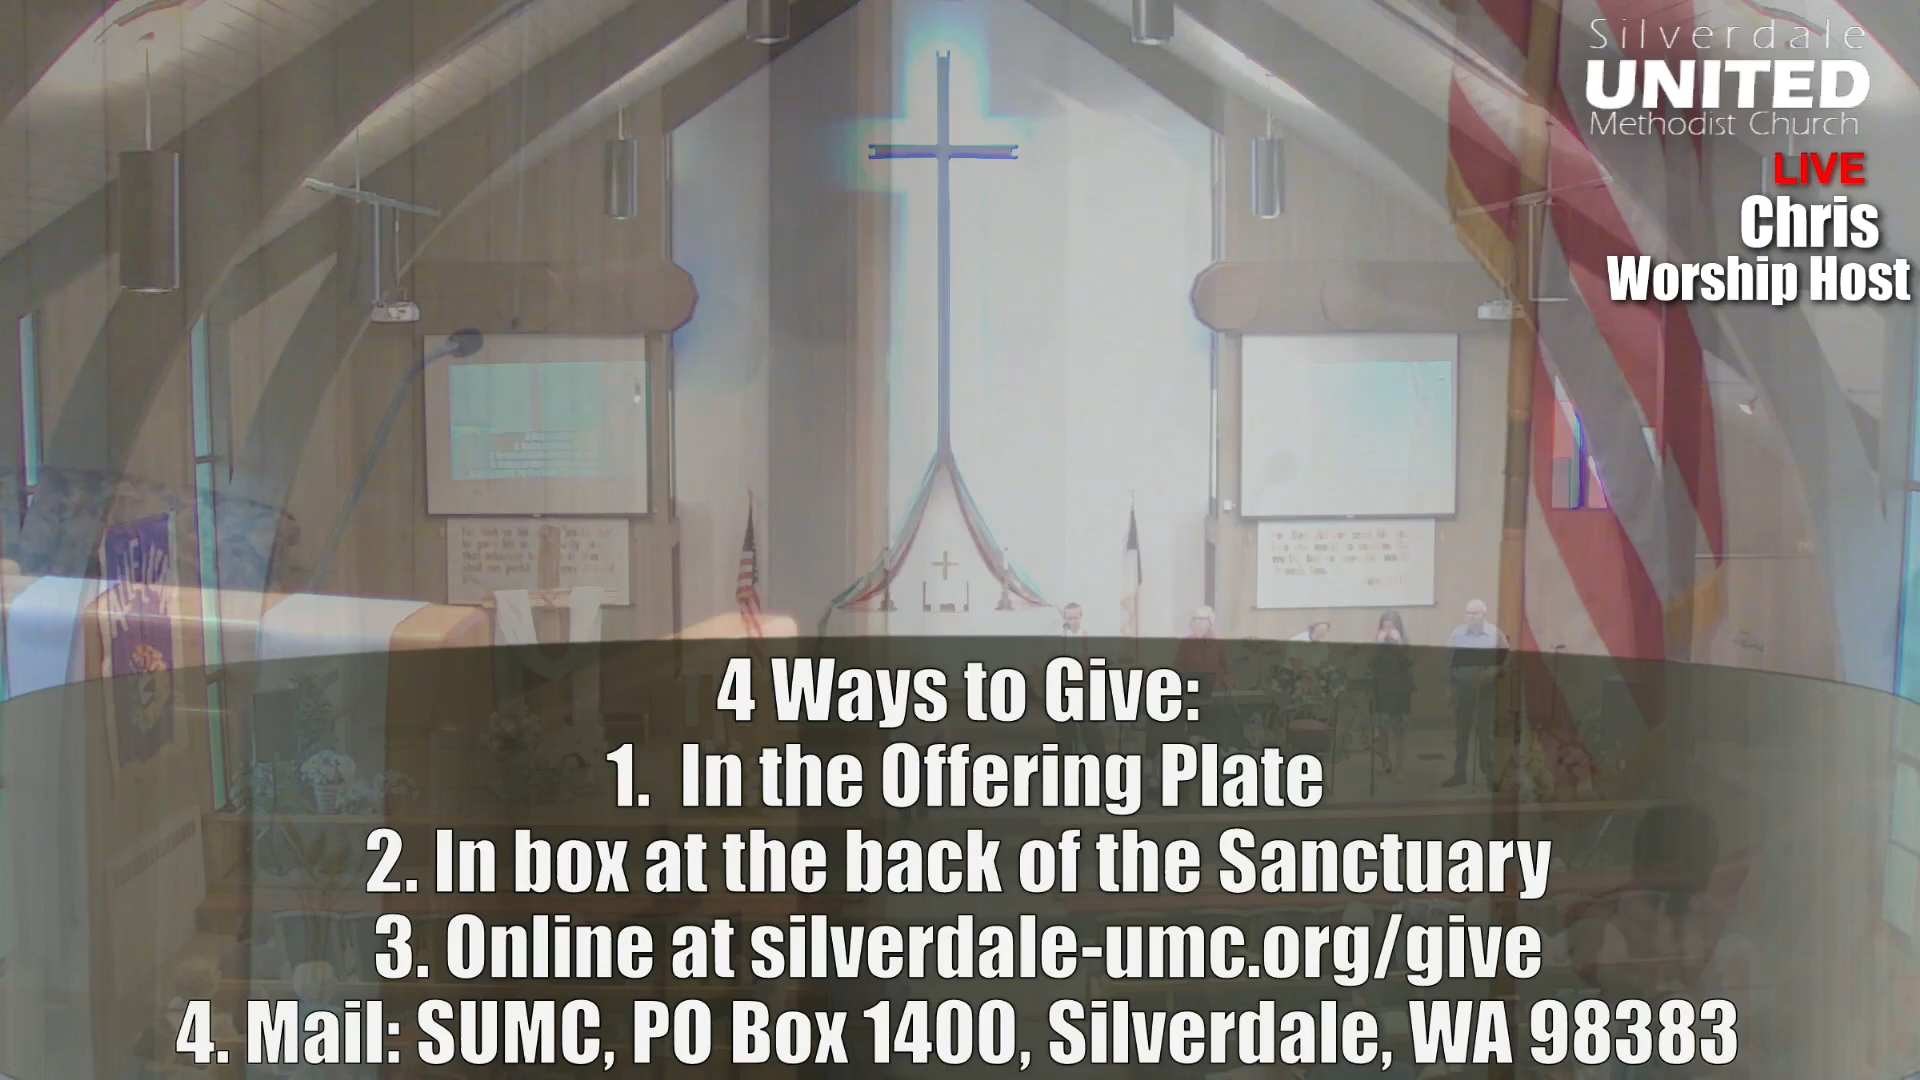 Silverdale
UNITED
Methodist Church
LIVE
Chris
Worship Host
4 Ways to Give:
1. In the Offering Plate
2. In box at the back of the Sanctuary
3. Online at silverdale-umc.org/give
4. Mail: SUMC, PO Box 1400, Silverdale, WA 98383